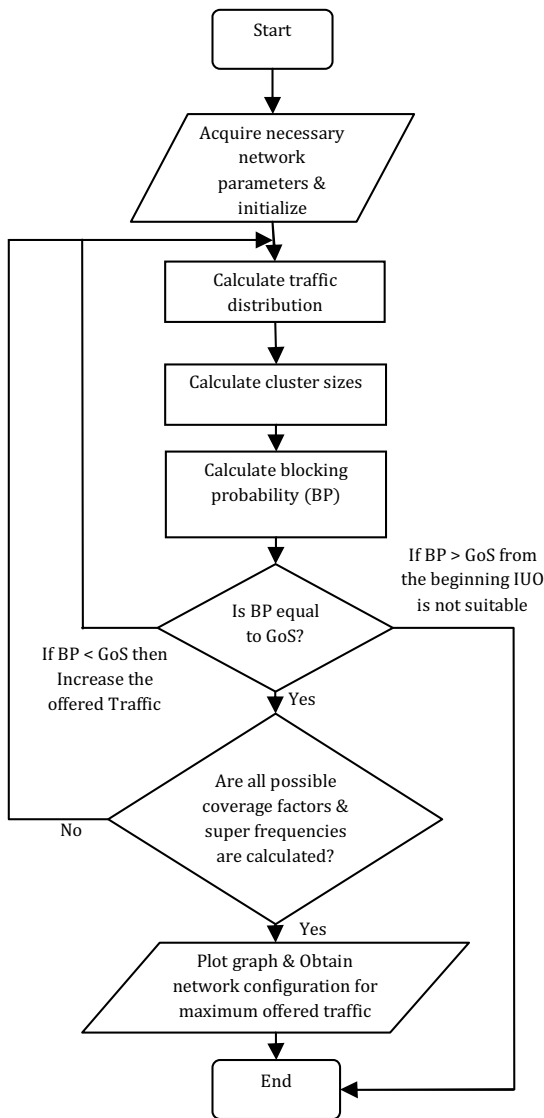 Start
Acquire necessary
network
parameters &
initialize
Calculate traffic
distribution
Calculate cluster sizes
Calculate blocking
probability (BP)
If BP > GoS from
the beginning IUO
is not suitable
Is BP equal
to GoS?
If BP < GoS then
Increase the
offered Traffic
Yes
Are all possible
coverage factors &
super frequencies
are calculated?
No
Yes
Plot graph & Obtain
network configuration for
maximum offered traffic
End